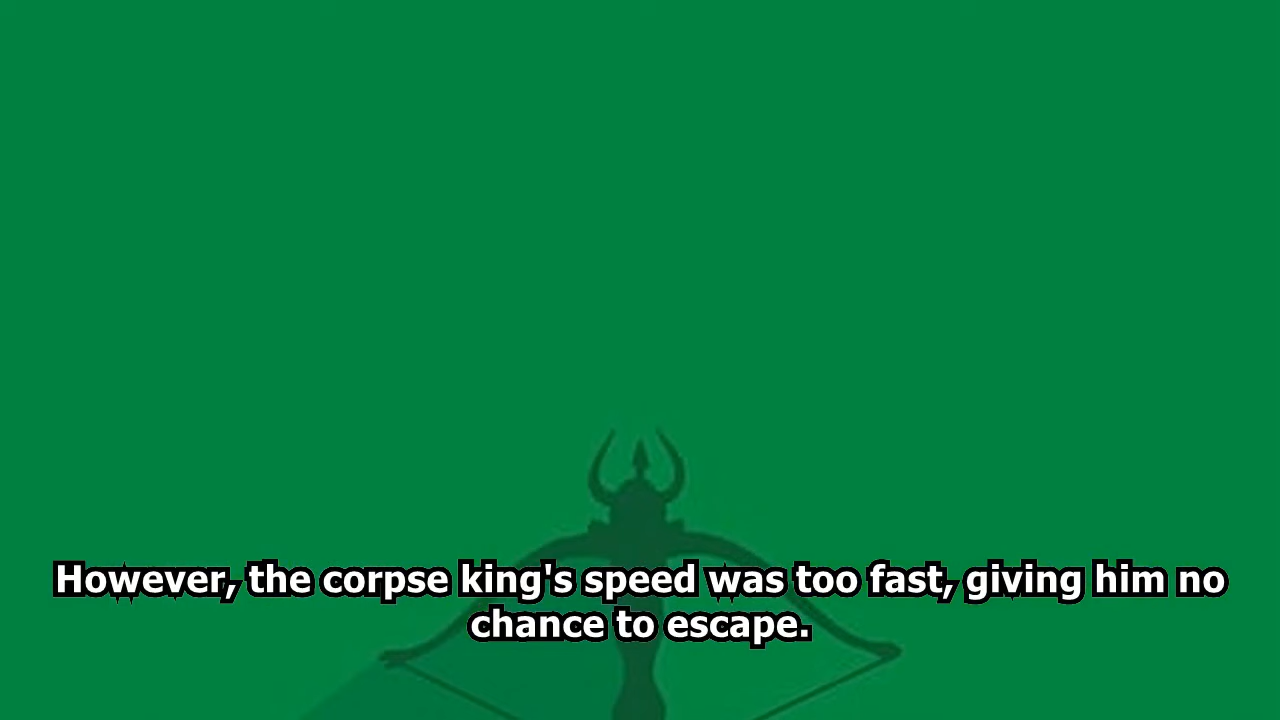 However, the corpse king's speed was too fast, giving him no
chance to escape.